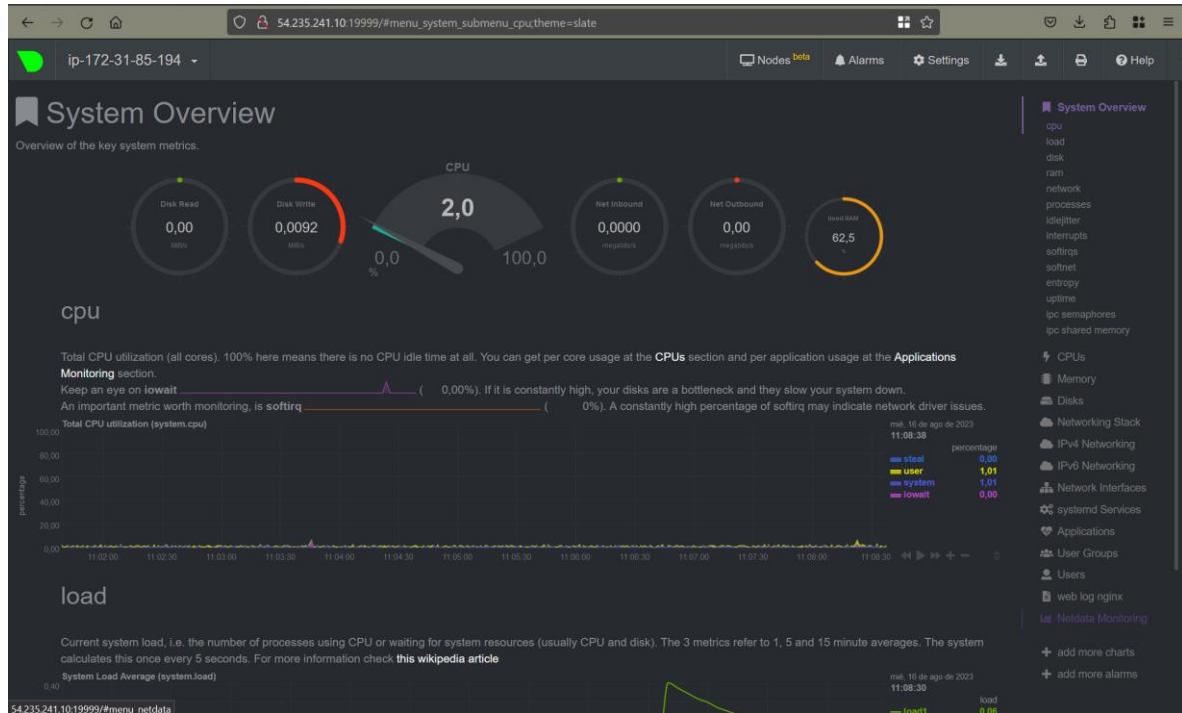 54.235.241.10:19999/#menu_system_submenu_cpu;theme=slate
ip-172-31-85-194
Nodes beta
Alarms
Settings
Help
System Overview
Overview of the key system metrics.
Disk Read
0,00
MiB/s
Disk Write
0,0092
MiB/s
CPU
2,0
0,0
100,0
%
Net Inbound
0,0000
megabits/s
Net Outbound
0,00
megabits/s
Used RAM
62,5
%
cpu
Total CPU utilization (all cores). 100% here means there is no CPU idle time at all. You can get per core usage at the CPUs section and per application usage at the Applications
Monitoring section.
Keep an eye on iowait ( 0,00%). If it is constantly high, your disks are a bottleneck and they slow your system down.
An important metric worth monitoring, is softirq ( 0%). A constantly high percentage of softirq may indicate network driver issues.
Total CPU utilization (system.cpu)
mié, 16 de ago de 2023
11:08:38
percentage
steal 0,00
user 1,01
system 1,01
iowait 0,00
percentage
100,00
80,00
60,00
40,00
20,00
0,00
11:02:00 11:02:30 11:03:00 11:03:30 11:04:00 11:04:30 11:05:00 11:05:30 11:06:00 11:06:30 11:07:00 11:07:30 11:08:00 11:08:30
load
Current system load, i.e. the number of processes using CPU or waiting for system resources (usually CPU and disk). The 3 metrics refer to 1, 5 and 15 minute averages. The system
calculates this once every 5 seconds. For more information check this wikipedia article
System Load Average (system.load)
mié, 16 de ago de 2023
11:08:30
load
load1 0,06
0,40
54.235.241.10:19999/#menu_netdata
System Overview
cpu
load
disk
ram
network
processes
idlejitter
interrupts
softirqs
softnet
entropy
uptime
ipc semaphores
ipc shared memory
CPUs
Memory
Disks
Networking Stack
IPv4 Networking
IPv6 Networking
Network Interfaces
systemd Services
Applications
User Groups
Users
web log nginx
Netdata Monitoring
add more charts
add more alarms